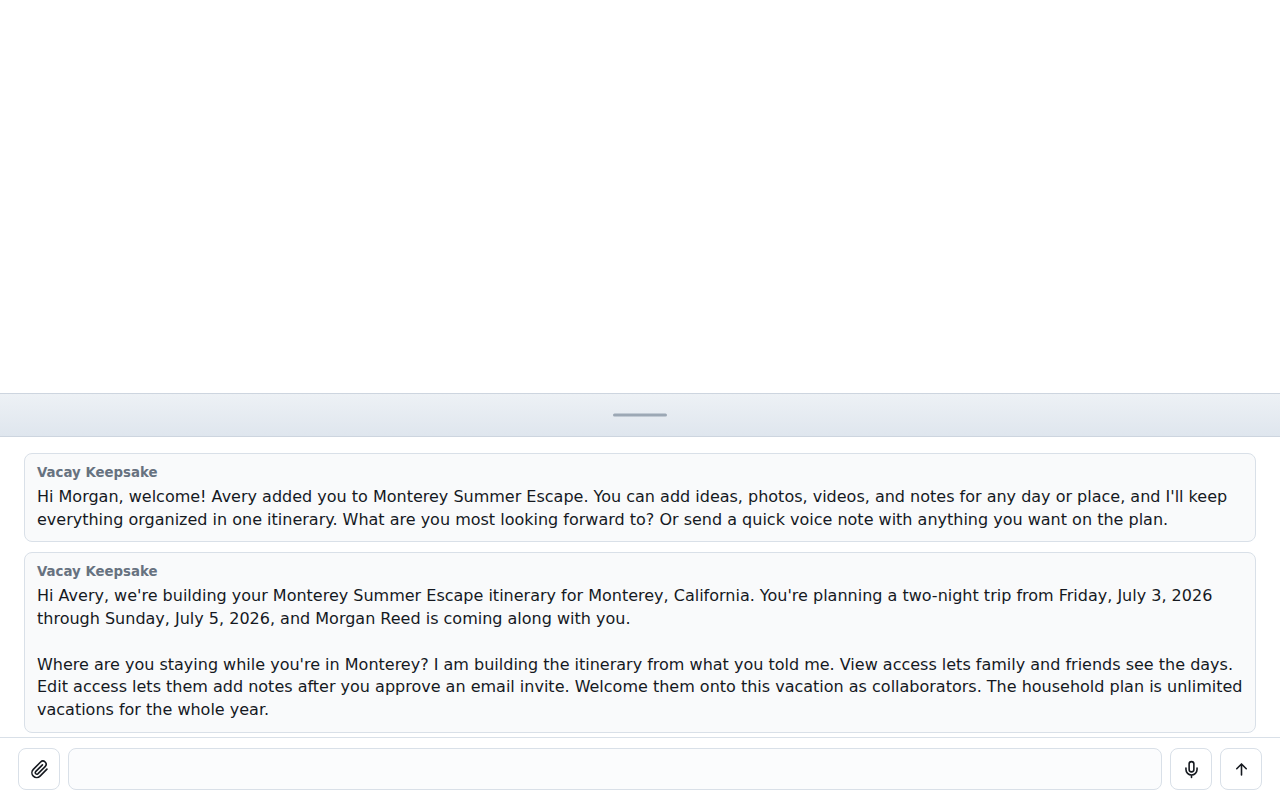 Vacay Keepsake
Hi Morgan, welcome! Avery added you to Monterey Summer Escape. You can add ideas, photos, videos, and notes for any day or place, and I'll keep
everything organized in one itinerary. What are you most looking forward to? Or send a quick voice note with anything you want on the plan.
Vacay Keepsake
Hi Avery, we're building your Monterey Summer Escape itinerary for Monterey, California. You're planning a two-night trip from Friday, July 3, 2026
through Sunday, July 5, 2026, and Morgan Reed is coming along with you.
Where are you staying while you're in Monterey? I am building the itinerary from what you told me. View access lets family and friends see the days.
Edit access lets them add notes after you approve an email invite. Welcome them onto this vacation as collaborators. The household plan is unlimited
vacations for the whole year.